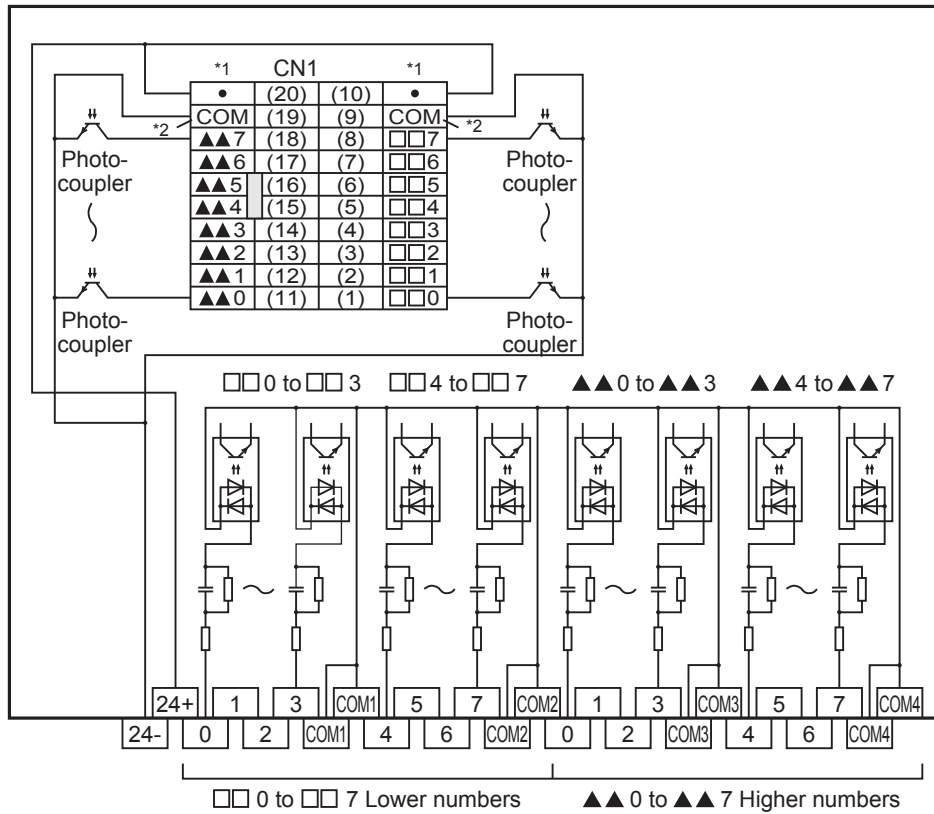 *1 CN1 *1
• (20) (10) •
COM (19) (9) COM
*2 *2
▲▲7 (18) (8) □□7
▲▲6 (17) (7) □□6
▲▲5 (16) (6) □□5
▲▲4 (15) (5) □□4
▲▲3 (14) (4) □□3
▲▲2 (13) (3) □□2
▲▲1 (12) (2) □□1
▲▲0 (11) (1) □□0
Photo-
coupler
Photo-
coupler
Photo-
coupler
Photo-
coupler
□□ 0 to □□ 3 □□ 4 to □□ 7 ▲▲ 0 to ▲▲ 3 ▲▲ 4 to ▲▲ 7
24+ 1 3 COM1 5 7 COM2 1 3 COM3 5 7 COM4
24- 0 2 COM1 4 6 COM2 0 2 COM3 4 6 COM4
□□ 0 to □□ 7 Lower numbers ▲▲ 0 to ▲▲ 7 Higher numbers